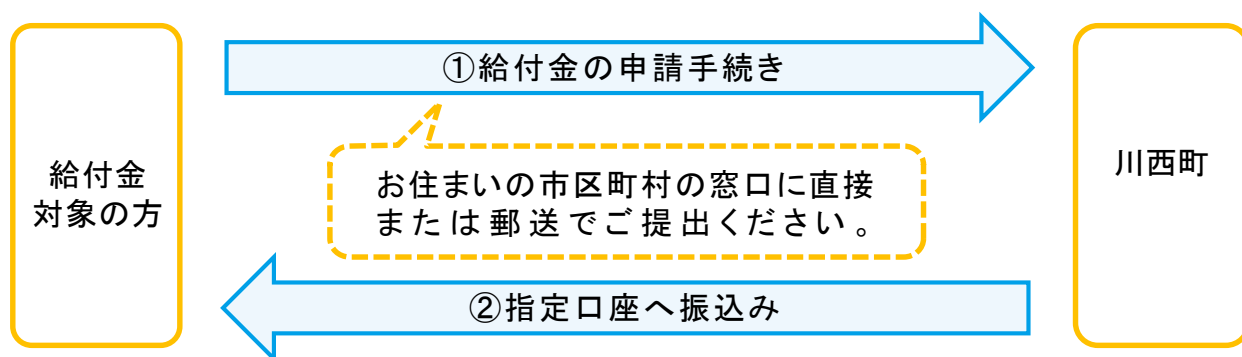 給付金
対象の方
①給付金の申請手続き
お住まいの市区町村の窓口に直接
または郵送でご提出ください。
②指定口座へ振込み
川西町